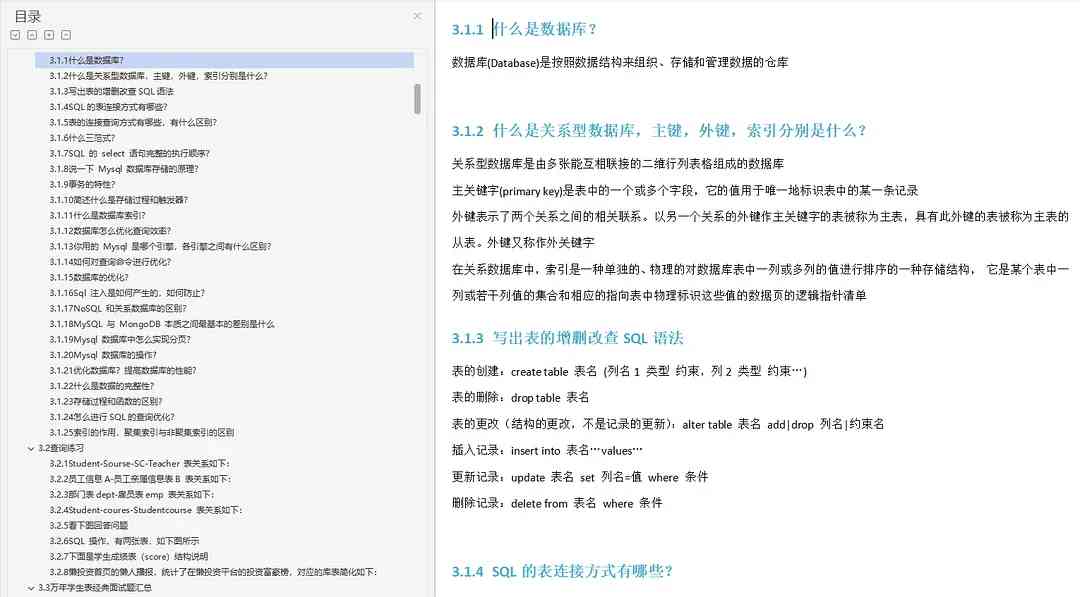 目录
3.1.1什么是数据库?
3.1.2什么是关系型数据库，主键，外键，索引分别是什么?
3.1.3写出表的增删改查 SQL 语法
3.1.4SQL 的表连接方式有哪些?
3.1.5表的连接查询方式有哪些，有什么区别?
3.1.6什么三范式?
3.1.7SQL 的 select 语句完整的执行顺序?
3.1.8说一下 Mysql 数据库存储的原理?
3.1.9事务的特性?
3.1.10简述什么是存储过程和触发器?
3.1.11什么是数据库索引?
3.1.12数据库怎么优化查询效率?
3.1.13你用的 Mysql 是哪个引擎，各引擎之间有什么区别?
3.1.14如何对查询命令进行优化?
3.1.15数据库的优化?
3.1.16Sql 注入是如何产生的，如何防止?
3.1.17NoSQL 和关系数据库的区别?
3.1.18MySQL 与 MongoDB 本质之间最基本的差别是什么
3.1.19Mysql 数据库中怎么实现分页?
3.1.20Mysql 数据库的操作?
3.1.21优化数据库? 提高数据库的性能?
3.1.22什么是数据的完整性?
3.1.23存储过程和函数的区别?
3.1.24怎么进行 SQL 的查询优化?
3.1.25索引的作用，聚集索引与非聚集索引的区别
3.2查询练习
3.2.1Student-Sourse-SC-Teacher 表关系如下:
3.2.2员工信息 A-员工亲属信息表 B 表关系如下:
3.2.3部门表 dept-雇员表 emp 表关系如下:
3.2.4Student-coures-Studentcourse 表关系如下:
3.2.5看下图回答问题
3.2.6SQL 操作，有两张表，如下图所示
3.2.7下面是学生成绩表（score）结构说明
3.2.8懒投资首页的懒人播报，统计了在懒投资平台的投资富豪榜，对应的库表简化如下:
3.3万年学生表经典面试题汇总
3.1.1 什么是数据库?
数据库(Database)是按照数据结构来组织、存储和管理数据的仓库
3.1.2 什么是关系型数据库，主键，外键，索引分别是什么?
关系型数据库是由多张能互相联接的二维行列表格组成的数据库
主关键字(primary key)是表中的一个或多个字段，它的值用于唯一地标识表中的某一条记录
外键表示了两个关系之间的相关联系。以另一个关系的外键作主关键字的表被称为主表，具有此外键的表被称为主表的
从表。外键又称作外关键字
在关系数据库中，索引是一种单独的、物理的对数据库表中一列或多列的值进行排序的一种存储结构， 它是某个表中一
列或若干列值的集合和相应的指向表中物理标识这些值的数据页的逻辑指针清单
3.1.3 写出表的增删改查 SQL 语法
表的创建：create table 表名 (列名 1 类型 约束，列 2 类型 约束…)
表的删除：drop table 表名
表的更改（结构的更改，不是记录的更新）：alter table 表名 add|drop 列名|约束名
插入记录：insert into 表名…values…
更新记录：update 表名 set 列名=值 where 条件
删除记录：delete from 表名 where 条件
3.1.4 SQL 的表连接方式有哪些?